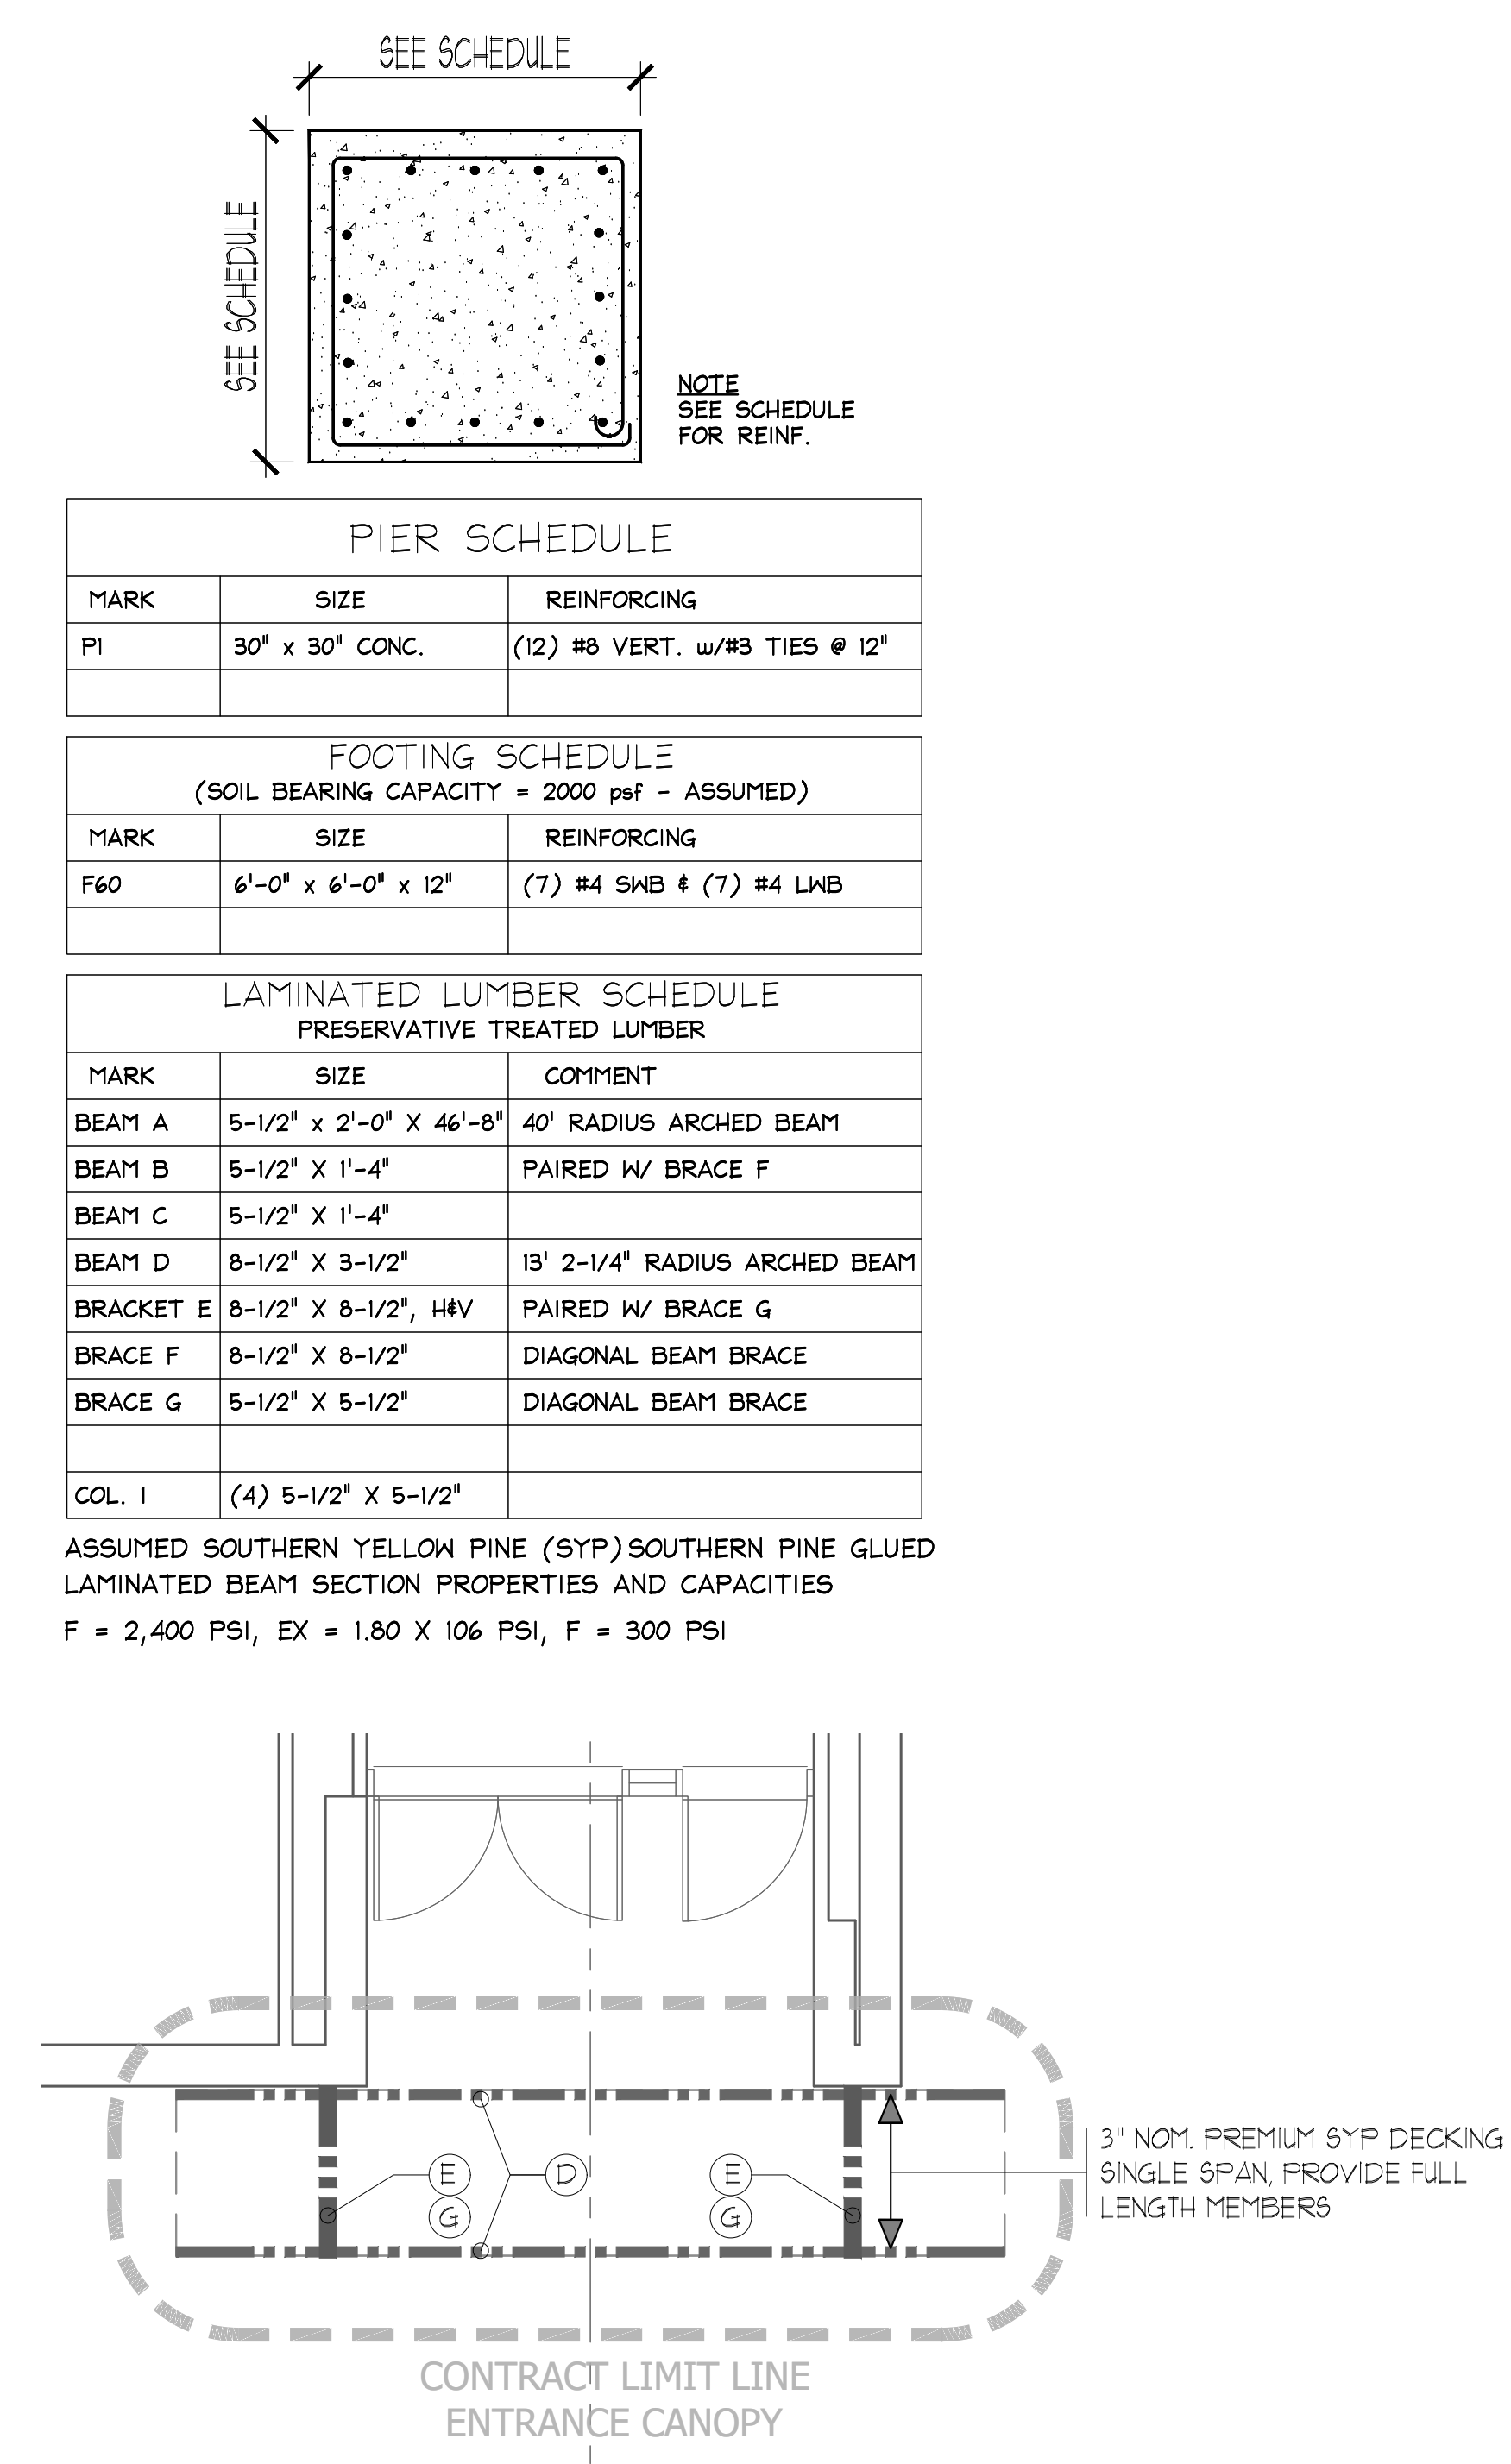 SEE SCHEDULE
SEE SCHEDULE
NOTE
SEE SCHEDULE
FOR REINF.
PIER SCHEDULE
MARK SIZE REINFORCING
P1 30" x 30" CONC. (12) #8 VERT. w/#3 TIES @ 12"
FOOTING SCHEDULE
(SOIL BEARING CAPACITY = 2000 psf - ASSUMED)
MARK SIZE REINFORCING
F60 6'-0" x 6'-0" x 12" (7) #4 SWB & (7) #4 LWB
LAMINATED LUMBER SCHEDULE
PRESERVATIVE TREATED LUMBER
MARK SIZE COMMENT
BEAM A 5-1/2" x 2'-0" X 46'-8" 40' RADIUS ARCHED BEAM
BEAM B 5-1/2" X 1'-4" PAIRED W/ BRACE F
BEAM C 5-1/2" X 1'-4"
BEAM D 8-1/2" X 3-1/2" 13' 2-1/4" RADIUS ARCHED BEAM
BRACKET E 8-1/2" X 8-1/2", H&V PAIRED W/ BRACE G
BRACE F 8-1/2" X 8-1/2" DIAGONAL BEAM BRACE
BRACE G 5-1/2" X 5-1/2" DIAGONAL BEAM BRACE
COL. 1 (4) 5-1/2" X 5-1/2"
ASSUMED SOUTHERN YELLOW PINE (SYP)SOUTHERN PINE GLUED
LAMINATED BEAM SECTION PROPERTIES AND CAPACITIES
F = 2,400 PSI, EX = 1.80 X 106 PSI, F = 300 PSI
E D E
G G
3" NOM. PREMIUM SYP DECKING
SINGLE SPAN, PROVIDE FULL
LENGTH MEMBERS
CONTRACT LIMIT LINE
ENTRANCE CANOPY